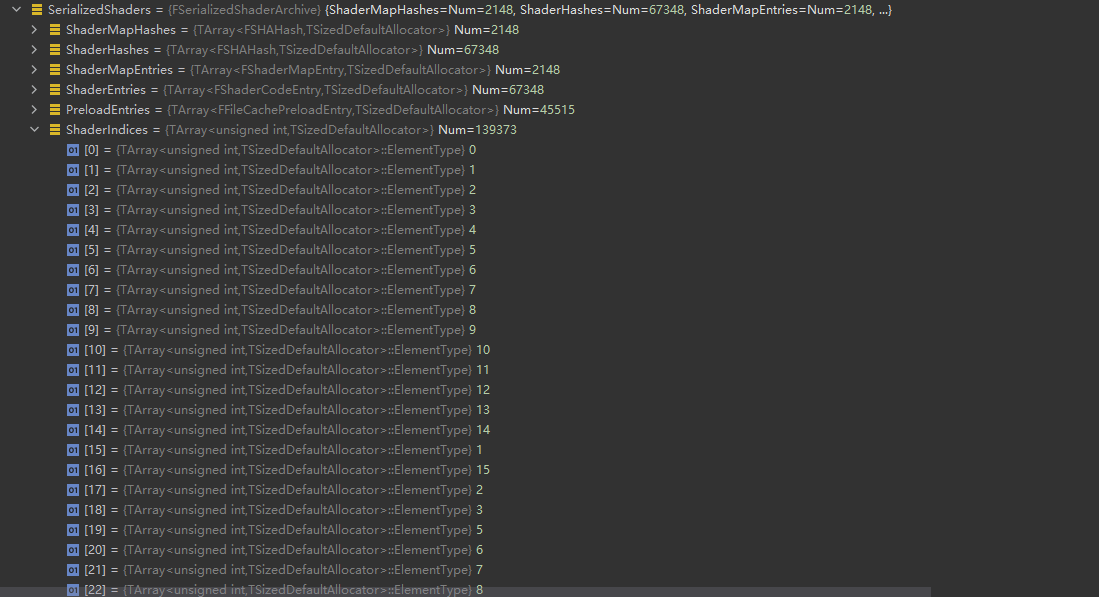 SerializedShaders = {FSerializedShaderArchive} {ShaderMapHashes=Num=2148, ShaderHashes=Num=67348, ShaderMapEntries=Num=2148, ...}
ShaderMapHashes = {TArray<FSHAHash,TSizedDefaultAllocator>} Num=2148
ShaderHashes = {TArray<FSHAHash,TSizedDefaultAllocator>} Num=67348
ShaderMapEntries = {TArray<FShaderMapEntry,TSizedDefaultAllocator>} Num=2148
ShaderEntries = {TArray<FShaderCodeEntry,TSizedDefaultAllocator>} Num=67348
PreloadEntries = {TArray<FFileCachePreloadEntry,TSizedDefaultAllocator>} Num=45515
ShaderIndices = {TArray<unsigned int,TSizedDefaultAllocator>} Num=139373
01 [0] = {TArray<unsigned int,TSizedDefaultAllocator>::ElementType} 0
01 [1] = {TArray<unsigned int,TSizedDefaultAllocator>::ElementType} 1
01 [2] = {TArray<unsigned int,TSizedDefaultAllocator>::ElementType} 2
01 [3] = {TArray<unsigned int,TSizedDefaultAllocator>::ElementType} 3
01 [4] = {TArray<unsigned int,TSizedDefaultAllocator>::ElementType} 4
01 [5] = {TArray<unsigned int,TSizedDefaultAllocator>::ElementType} 5
01 [6] = {TArray<unsigned int,TSizedDefaultAllocator>::ElementType} 6
01 [7] = {TArray<unsigned int,TSizedDefaultAllocator>::ElementType} 7
01 [8] = {TArray<unsigned int,TSizedDefaultAllocator>::ElementType} 8
01 [9] = {TArray<unsigned int,TSizedDefaultAllocator>::ElementType} 9
01 [10] = {TArray<unsigned int,TSizedDefaultAllocator>::ElementType} 10
01 [11] = {TArray<unsigned int,TSizedDefaultAllocator>::ElementType} 11
01 [12] = {TArray<unsigned int,TSizedDefaultAllocator>::ElementType} 12
01 [13] = {TArray<unsigned int,TSizedDefaultAllocator>::ElementType} 13
01 [14] = {TArray<unsigned int,TSizedDefaultAllocator>::ElementType} 14
01 [15] = {TArray<unsigned int,TSizedDefaultAllocator>::ElementType} 1
01 [16] = {TArray<unsigned int,TSizedDefaultAllocator>::ElementType} 15
01 [17] = {TArray<unsigned int,TSizedDefaultAllocator>::ElementType} 2
01 [18] = {TArray<unsigned int,TSizedDefaultAllocator>::ElementType} 3
01 [19] = {TArray<unsigned int,TSizedDefaultAllocator>::ElementType} 5
01 [20] = {TArray<unsigned int,TSizedDefaultAllocator>::ElementType} 6
01 [21] = {TArray<unsigned int,TSizedDefaultAllocator>::ElementType} 7
01 [22] = {TArray<unsigned int,TSizedDefaultAllocator>::ElementType} 8